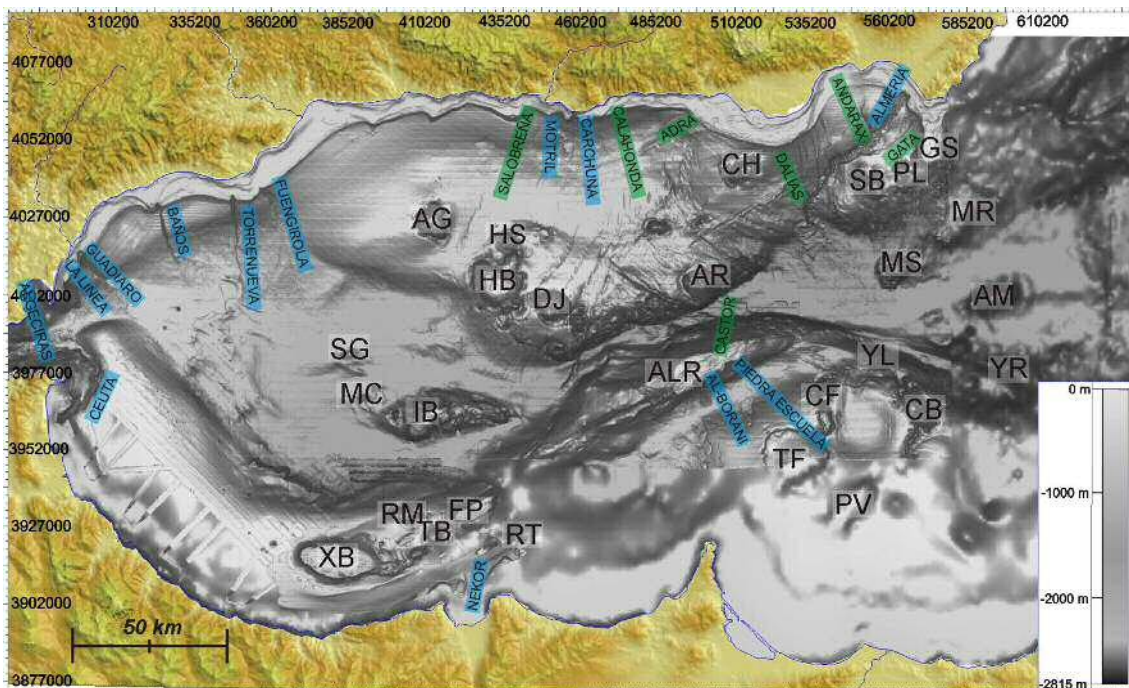 310200 335200 360200 385200 410200 435200 460200 485200 510200 535200 560200 585200 610200
4077000
4052000
4027000
4002000
3977000
3952000
3927000
3902000
3877000
ALGECIRAS
LA LINEA
GUADIARO
CEUTA
BAÑOS
TORRENUEVA
FUENGIROLA
SALOBREÑA
MOTRIL
CARCHUNA
CALAHONDA
ADRA
DALIAS
ANDARAX
ALMERIA
GATA
GS
PL
SB
CH
MR
AG
HS
HB
DJ
AR
MS
AM
CASTOR
SG
MC
IB
ALR
AL-BORANI
PIEDRA ESCUELA
YL
YR
CF
CB
TF
PV
RM
FP
TB
RT
XB
NEKOR
50 km
0 m
-1000 m
-2000 m
-2815 m